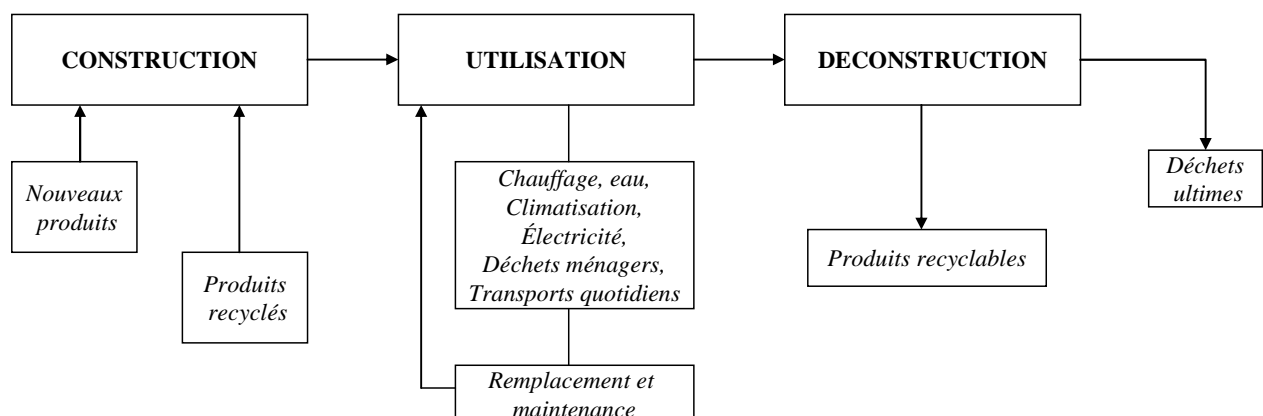 CONSTRUCTION
UTILISATION
DECONSTRUCTION
Nouveaux
produits
Produits
recyclés
Chauffage, eau,
Climatisation,
Électricité,
Déchets ménagers,
Transports quotidiens
Remplacement et
maintenance
Produits recyclables
Déchets
ultimes